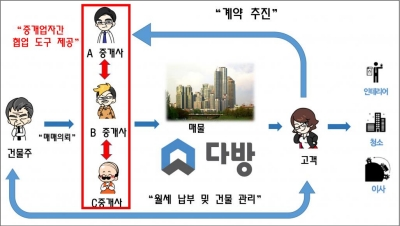 “중개업자간
협업 도구 제공”
“계약 추진”
A 중개사
인테리어
“매매의뢰”
B 중개사
매물
건물주
다방
고객
청소
C중개사
“월세 납부 및 건물 관리”
이사